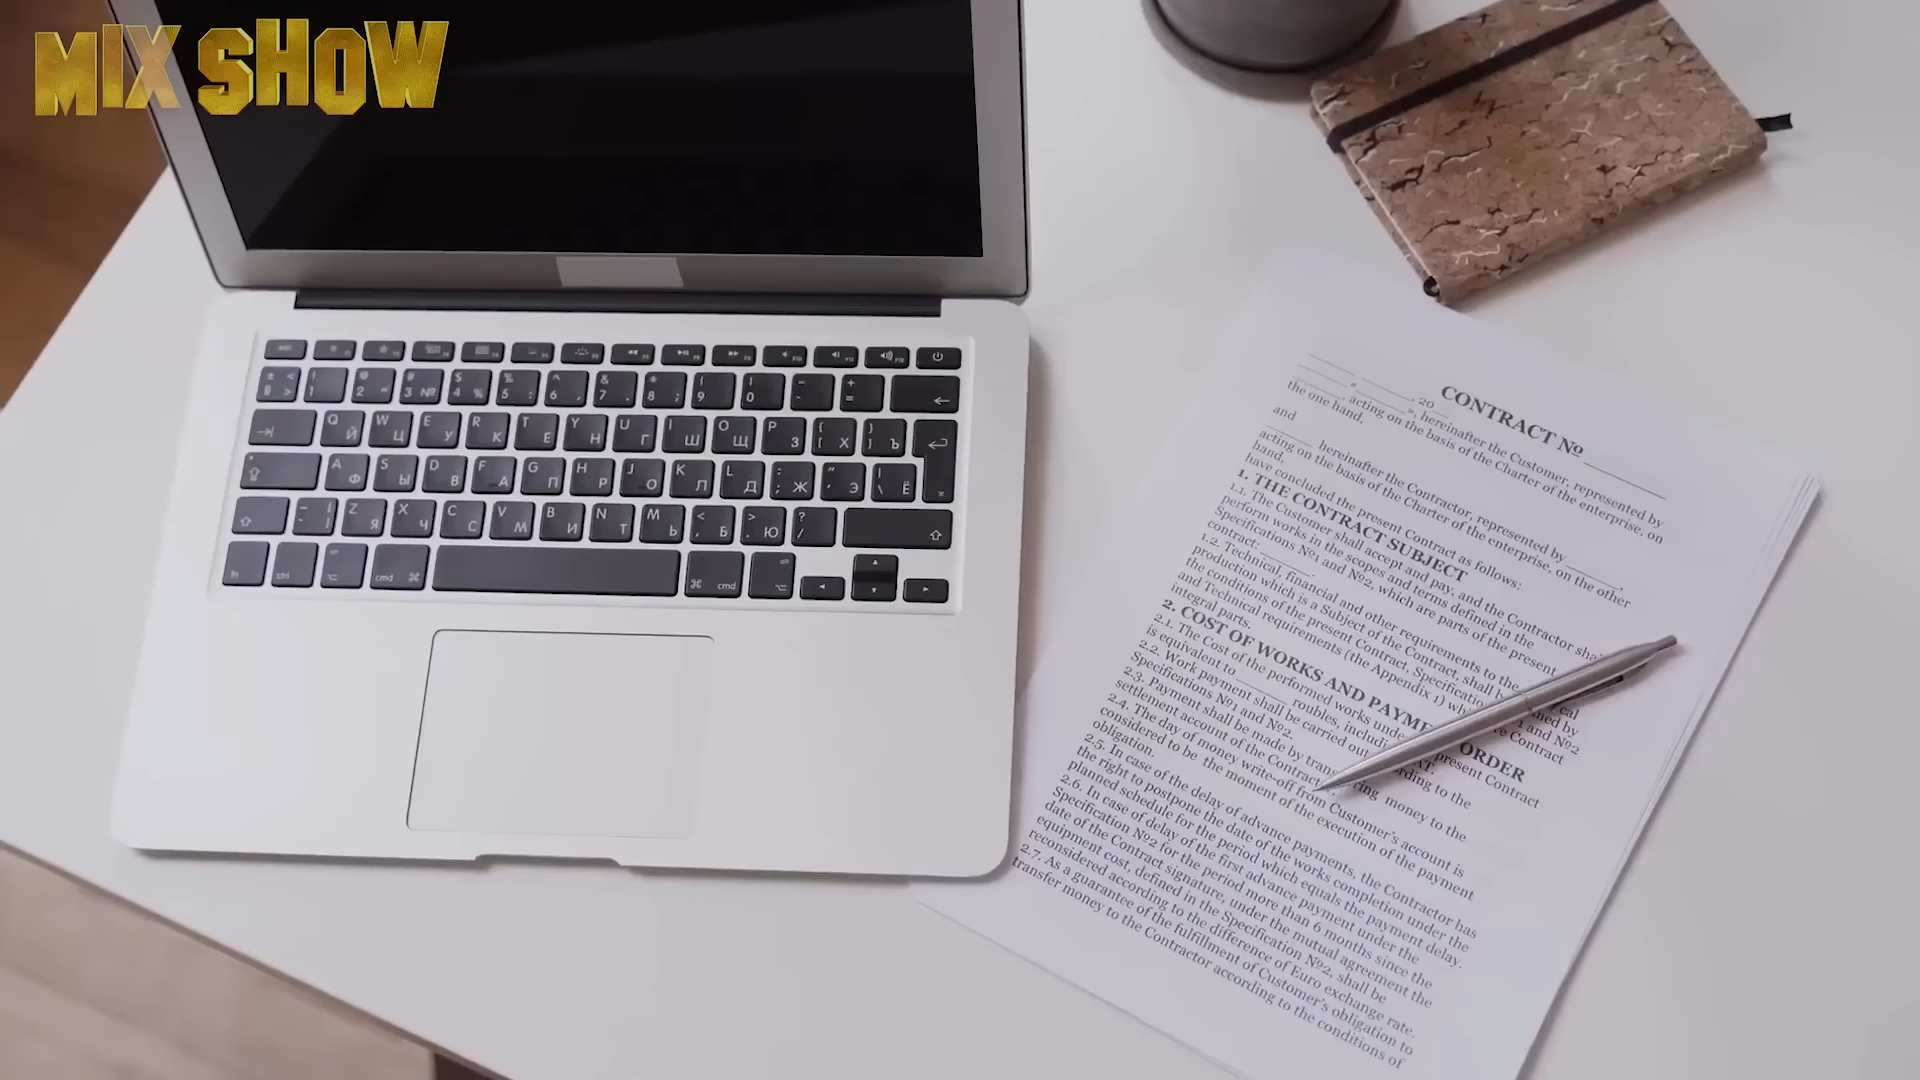 MIX SHOW
CONTRACT №
, 20
, hereinafter the Customer, represented by
, acting on the basis of the Charter of the enterprise, on
the one hand,
and
hereinafter the Contractor, represented by
acting on the basis of the Charter of the enterprise, on the other
hand,
have concluded the present Contract as follows:
1. THE CONTRACT SUBJECT
1.1. The Customer shall accept and pay, and the Contractor
perform works in the scopes and terms defined in the
Specifications №1 and №2, which are parts of the present
contract:
1.2. Technical, financial and other requirements to the
production which is a Subject of the Contract, shall by
the conditions of the present Contract, and №2
and Technical requirements (the Appendix 1) Contract
integral parts.
2. COST OF WORKS AND ORDER
2.1. The Cost of the performed works present Contract
is equivalent to roubles,
2.2. Work payment shall be carried out to the
Specifications №1 and №2.
2.3. Payment shall be made by money to the
settlement account of the
2.4. The day of money write-off from Customer's account is
considered to be the moment of the execution of the payment
obligation.
2.5. In case of the delay of advance payments, the Contractor has
the right to postpone the date of the works completion under the
planned schedule for the period which equals the payment delay.
2.6. In case of delay of the first advance payment under the
Specification №2 for the period more than 6 months since the
date of the Contract signature, under the mutual agreement the
equipment cost, defined in the Specification №2, shall be
reconsidered according to the difference of Euro exchange rate.
2.7. As a guarantee of the fulfillment of Customer's obligation to
transfer money to the Contractor according to the conditions of
Q Й W Ц E У R К T Е Y Н U Г I Ш O Щ P З [ Х ] Ъ
A Ф S Ы D В F А G П H Р J О K Л L Д ; Ж " Э \ Ё
Z Я X Ч C С V М B И N Т M Ь < Б > Ю ? /
fn ctrl alt cmd cmd alt